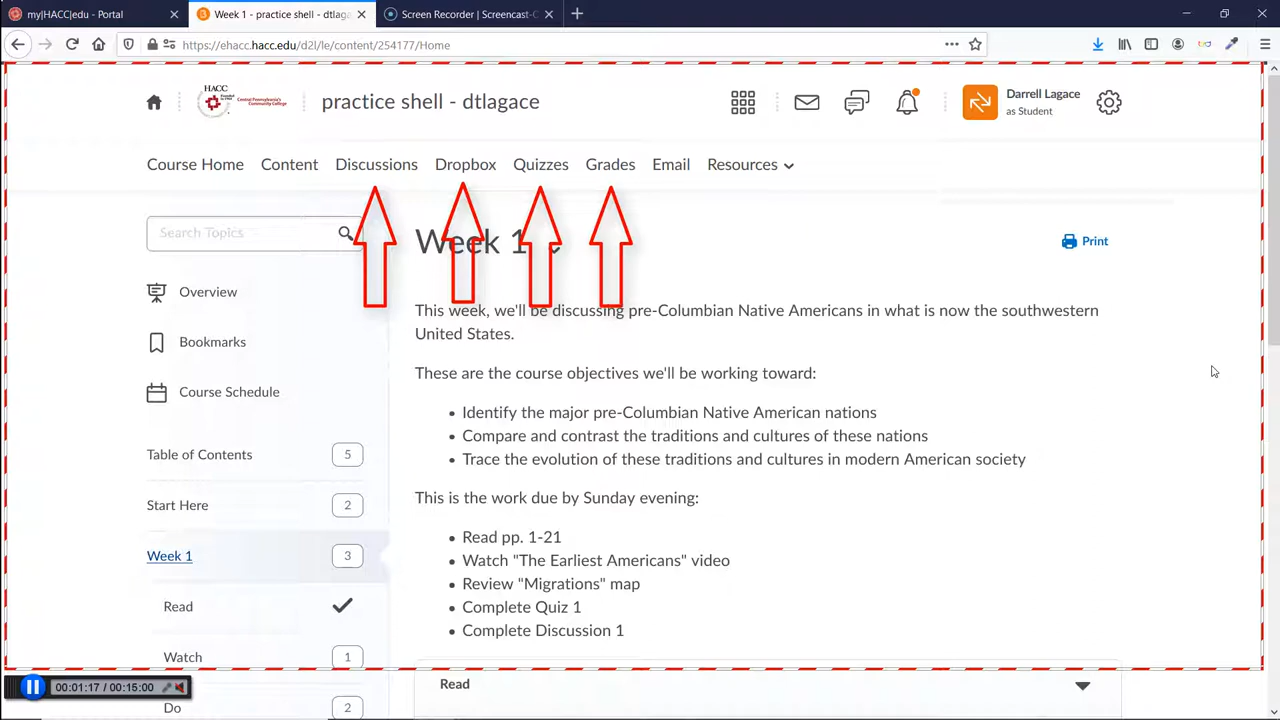 my|HACC|edu - Portal
Week 1 - practice shell - dtlagac
Screen Recorder | Screencast-O
https://ehacc.hacc.edu/d2l/le/content/254177/Home
HACC
Central Pennsylvania's
Community College
practice shell - dtlagace
Darrell Lagace
as Student
Course Home
Content
Discussions
Dropbox
Quizzes
Grades
Email
Resources
Search Topics
Week 1
Print
Overview
Bookmarks
Course Schedule
Table of Contents 5
Start Here 2
Week 1 3
Read
Watch 1
Do 2
This week, we'll be discussing pre-Columbian Native Americans in what is now the southwestern
United States.
These are the course objectives we'll be working toward:
• Identify the major pre-Columbian Native American nations
• Compare and contrast the traditions and cultures of these nations
• Trace the evolution of these traditions and cultures in modern American society
This is the work due by Sunday evening:
• Read pp. 1-21
• Watch "The Earliest Americans" video
• Review "Migrations" map
• Complete Quiz 1
• Complete Discussion 1
Read
00:01:17 / 00:15:00